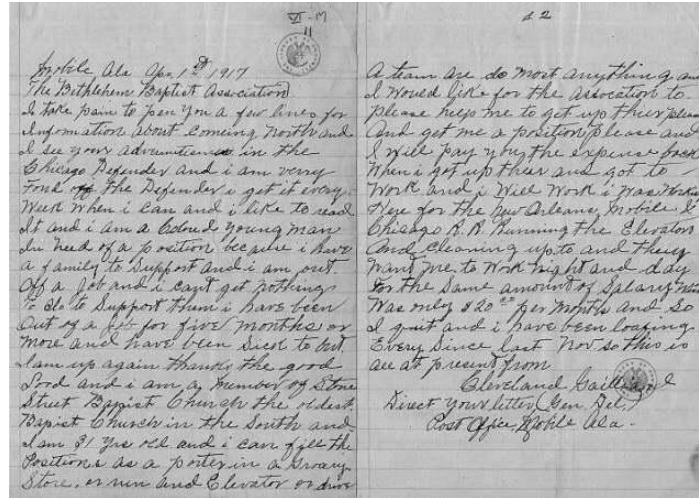 VI-M
11
Mobile Ala Apr 1st 1917
The Bethlehem Baptist Association
I take pain to pen you a few lines for
Information about Coming North and
I see your advertisement in the
Chicago Defender and i am verry
Fond off the Defender i get it every
Week when i can and i like to read
It and i am a Colored young man
In need of a position because i have
a family to Support and i am out
Off a Job and i cant get nothing
To do to Support them i have been
Out of a Job for five months or
More and have been Sick to but
I am up again thanks the good
Lord and i am a member of Stone
Street Bapist Church the oldest
Bapist Church in the South and
I am 31 Yrs old and i can fill the
Positions as a porter in a Grocery
Store, or run and Elevator or drive
2
A team are do most anything and
I would like for the assocation to
Please help me to get up ther please
And get me a position please and
I will pay you the expense back
When i got up ther and got to
Work and i will work i was
Here for the New Orleans, Mobile &
Chicago R.R. Running the Elevator
And Cleaning up to and they
Want me to Work night and day
For the Same amount of Salary
Was only $20.00 per Month and So
I quit and i have been loafing
Every Since last Nov so this is
all at present from
Cleveland Gailliard
Direct Your letter (Gen. Del.)
Post Office, Mobile Ala.